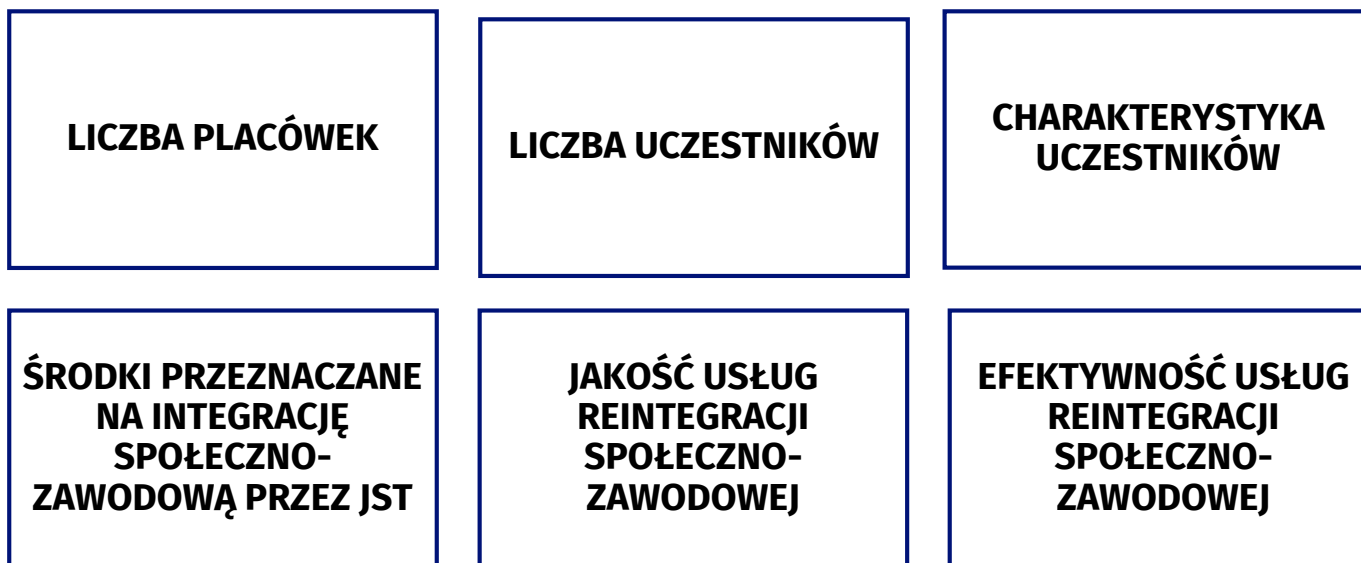 LICZBA PLACÓWEK
LICZBA UCZESTNIKÓW
CHARAKTERYSTYKA
UCZESTNIKÓW
ŚRODKI PRZEZNACZANE
NA INTEGRACJĘ
SPOŁECZNO-
ZAWODOWĄ PRZEZ JST
JAKOŚĆ USŁUG
REINTEGRACJI
SPOŁECZNO-
ZAWODOWEJ
EFEKTYWNOŚĆ USŁUG
REINTEGRACJI
SPOŁECZNO-
ZAWODOWEJ